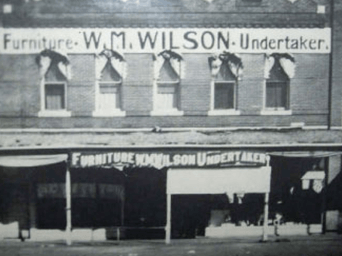 Furniture · W. M. WILSON · Undertaker.
FURNITURE W.M. WILSON UNDERTAKER